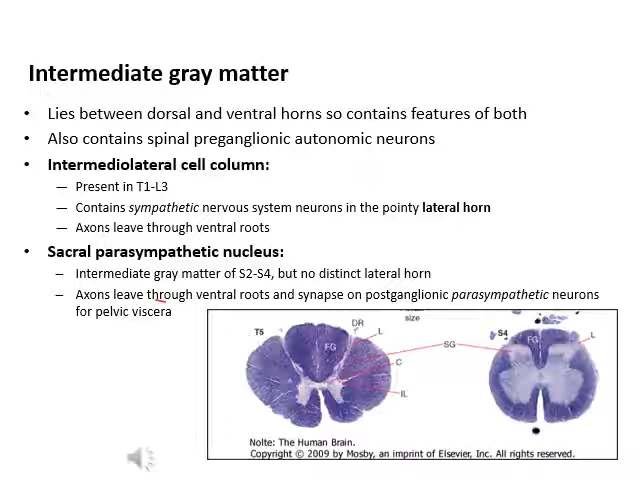 Intermediate gray matter
• Lies between dorsal and ventral horns so contains features of both
• Also contains spinal preganglionic autonomic neurons
• Intermediolateral cell column:
— Present in T1-L3
— Contains sympathetic nervous system neurons in the pointy lateral horn
— Axons leave through ventral roots
• Sacral parasympathetic nucleus:
– Intermediate gray matter of S2-S4, but no distinct lateral horn
– Axons leave through ventral roots and synapse on postganglionic parasympathetic neurons
for pelvic viscera
size
T5
DR
L
FG
SG
C
IL
S4
FG
L
Nolte: The Human Brain.
Copyright © 2009 by Mosby, an imprint of Elsevier, Inc. All rights reserved.